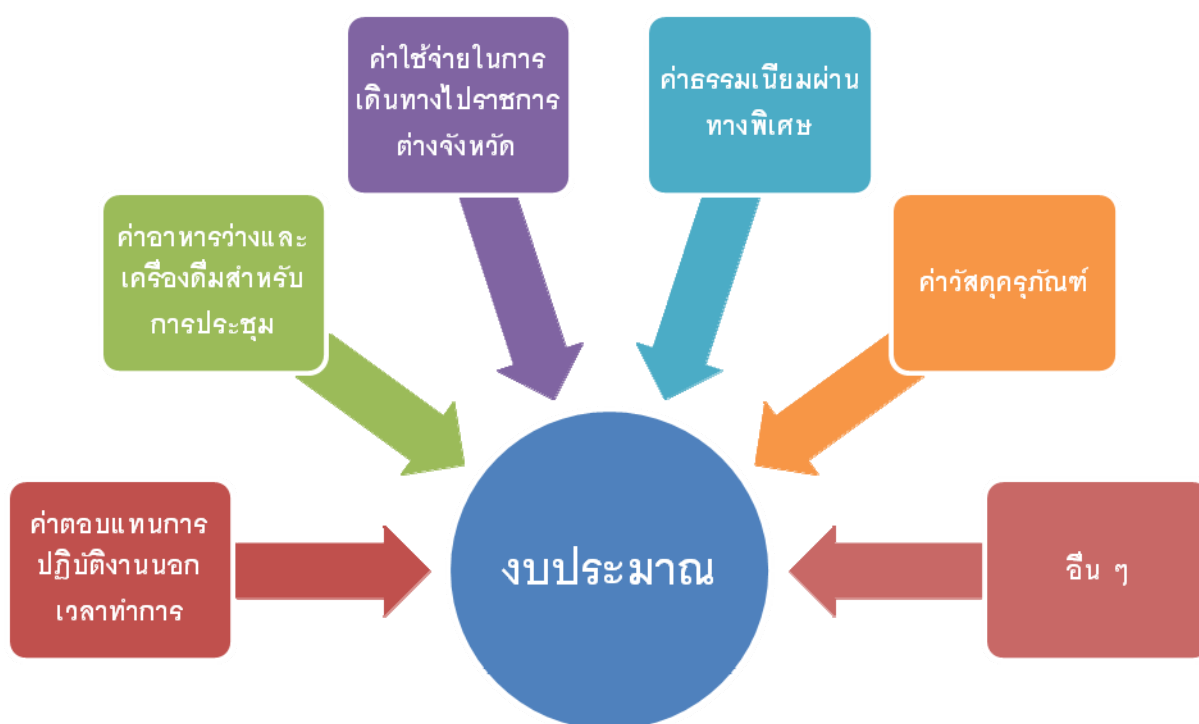 ค่าใช้จ่ายในการ
เดินทางไปราชการ
ต่างจังหวัด
ค่าธรรมเนียมผ่าน
ทางพิเศษ
ค่าอาหารว่างและ
เครื่องดื่มสำหรับ
การประชุม
ค่าวัสดุครุภัณฑ์
ค่าตอบแทนการ
ปฏิบัติงานนอก
เวลาทำการ
งบประมาณ
อื่น ๆ